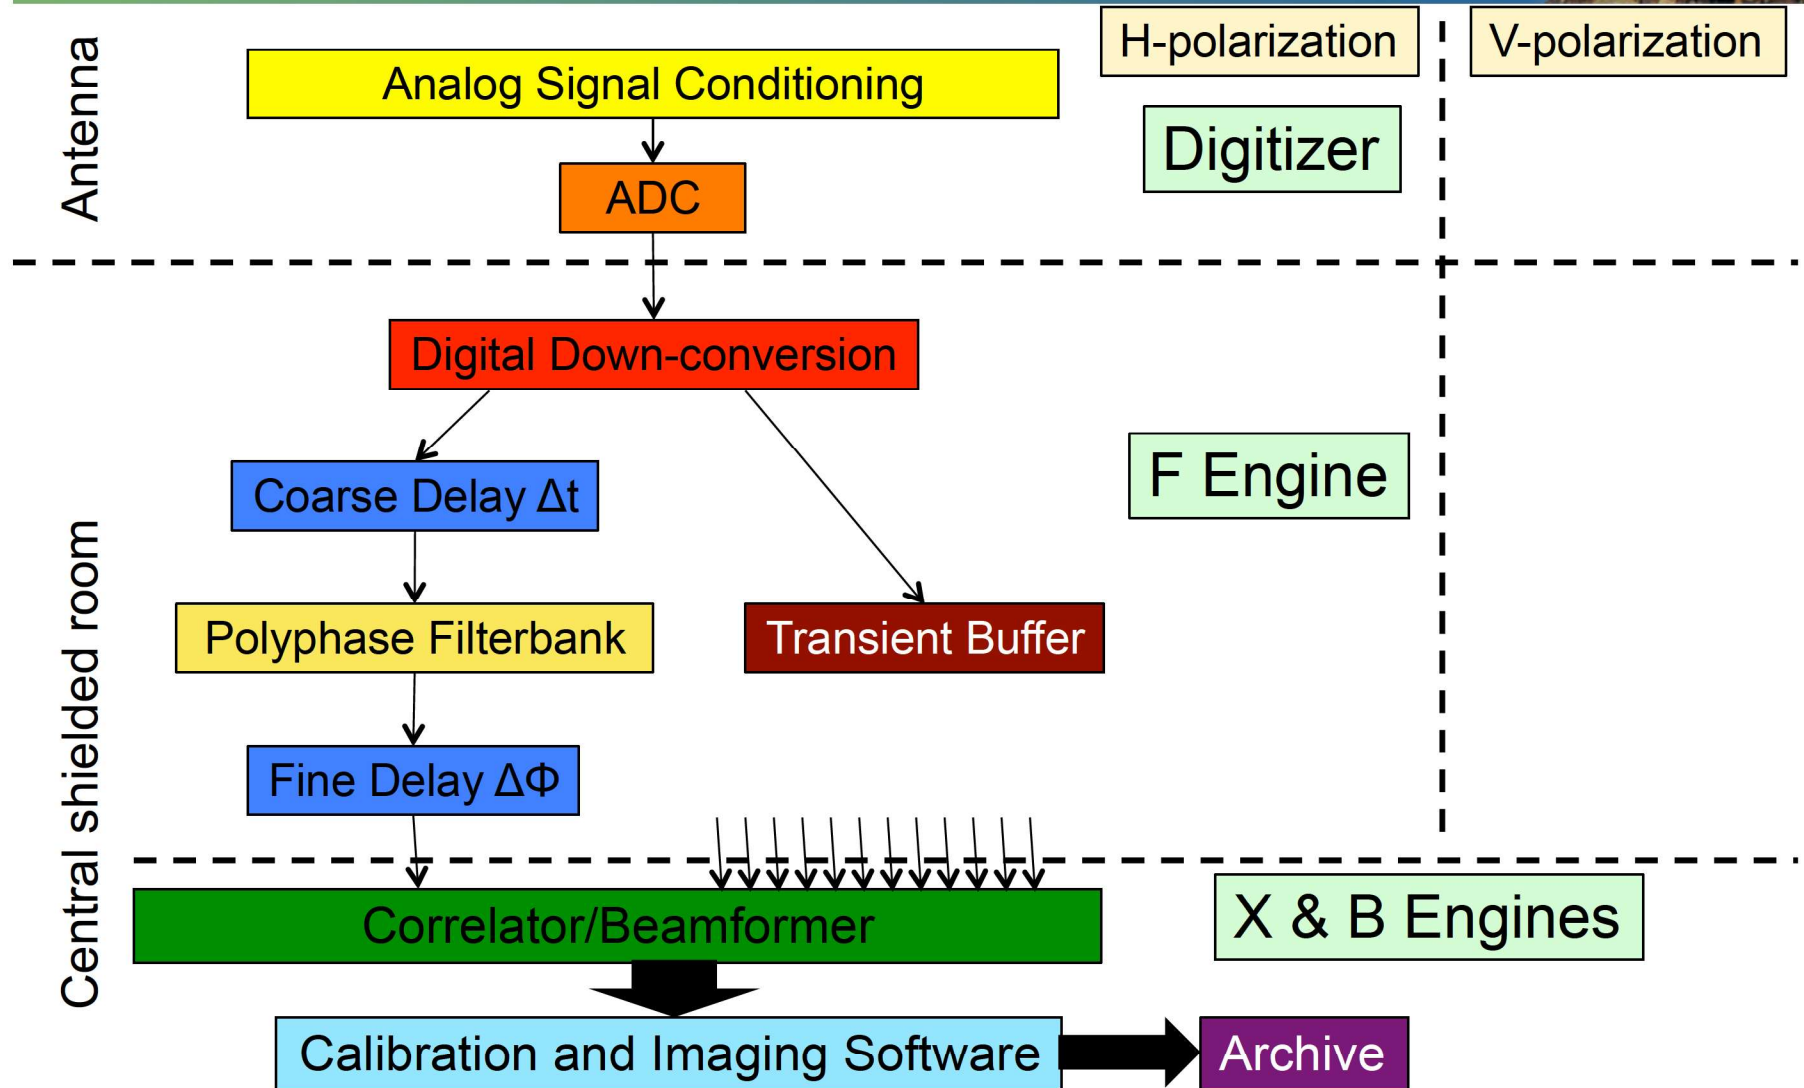 H-polarization
V-polarization
Antenna
Analog Signal Conditioning
Digitizer
ADC
Digital Down-conversion
F Engine
Coarse Delay Δt
Central shielded room
Polyphase Filterbank
Transient Buffer
Fine Delay ΔΦ
Correlator/Beamformer
X & B Engines
Calibration and Imaging Software
Archive